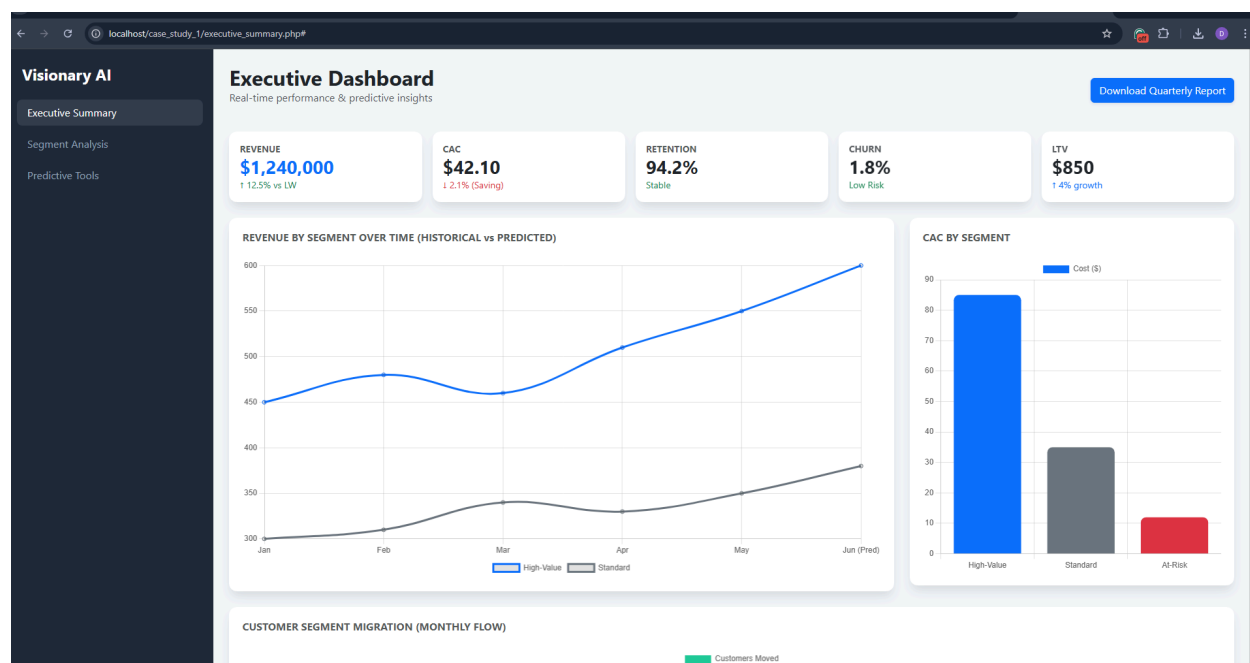 localhost/case_study_1/executive_summary.php#
off
D
Visionary AI
Executive Summary
Segment Analysis
Predictive Tools
Executive Dashboard
Real-time performance & predictive insights
Download Quarterly Report
REVENUE
$1,240,000
↑ 12.5% vs LW
CAC
$42.10
↓ 2.1% (Saving)
RETENTION
94.2%
Stable
CHURN
1.8%
Low Risk
LTV
$850
↑ 4% growth
REVENUE BY SEGMENT OVER TIME (HISTORICAL vs PREDICTED)
600
550
500
450
400
350
300
Jan Feb Mar Apr May Jun (Pred)
High-Value Standard
CAC BY SEGMENT
Cost ($)
90
80
70
60
50
40
30
20
10
0
High-Value Standard At-Risk
CUSTOMER SEGMENT MIGRATION (MONTHLY FLOW)
Customers Moved